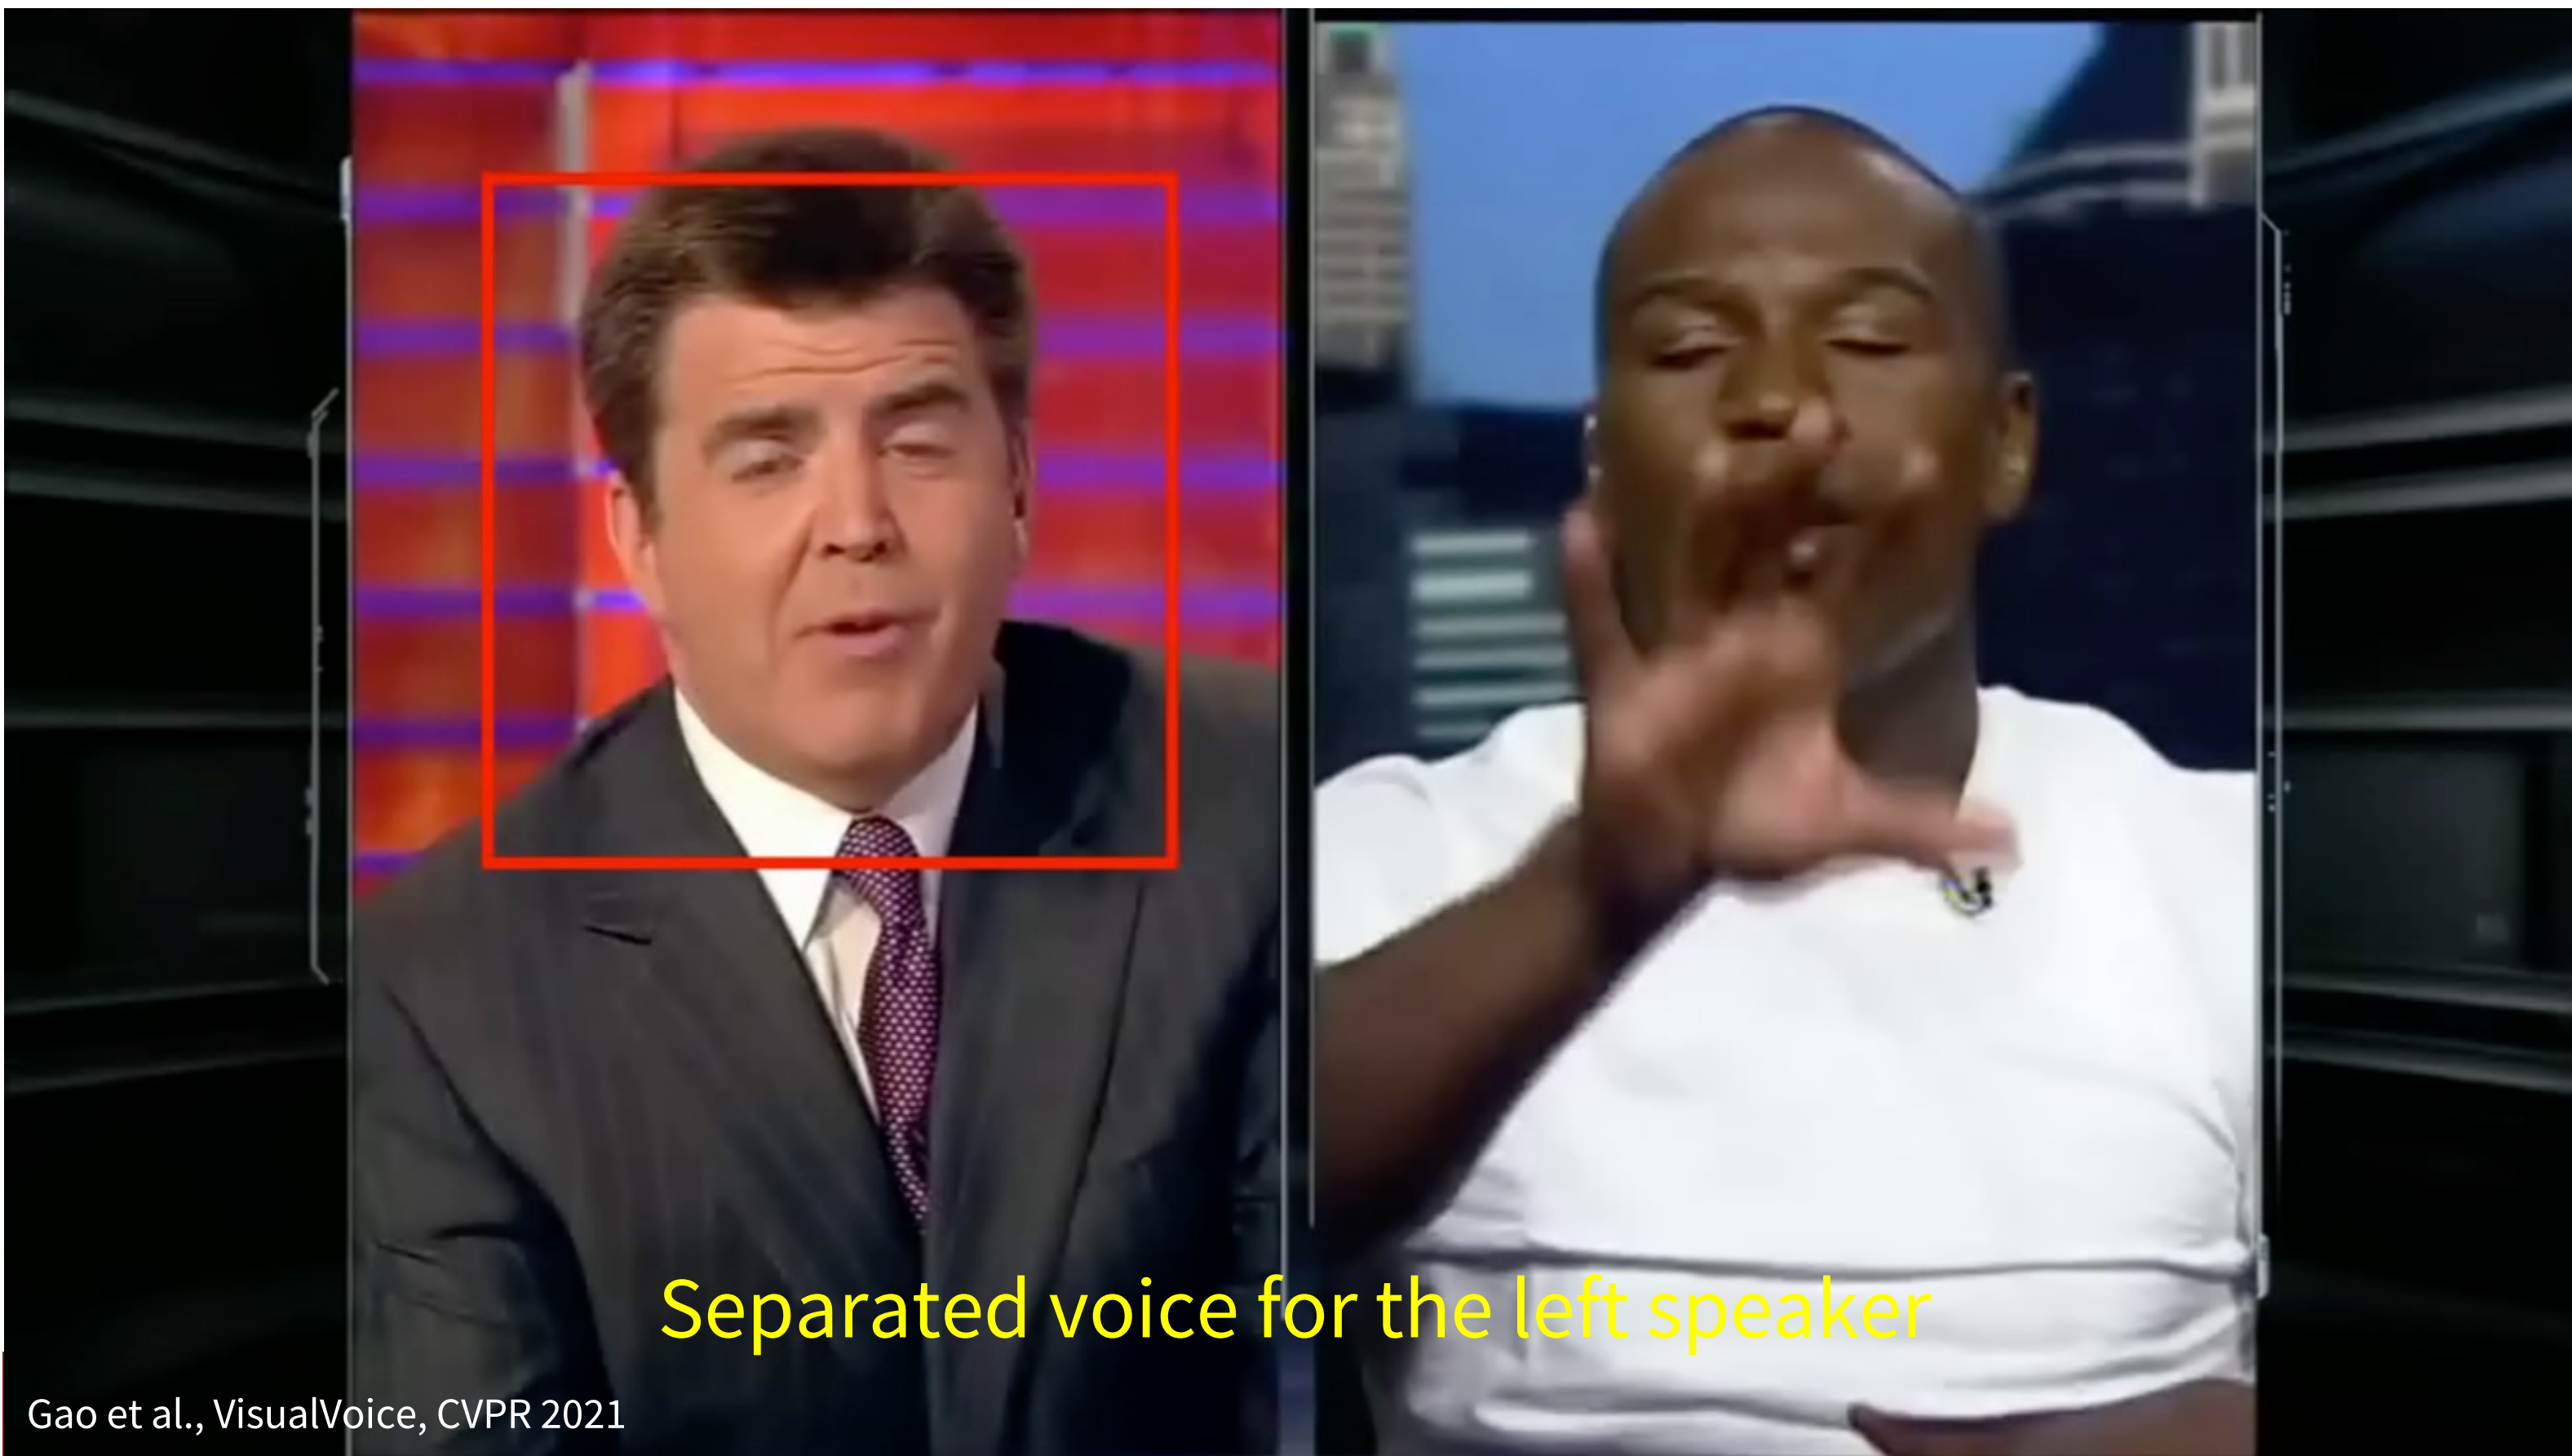 Separated voice for the left speaker
Gao et al., VisualVoice, CVPR 2021